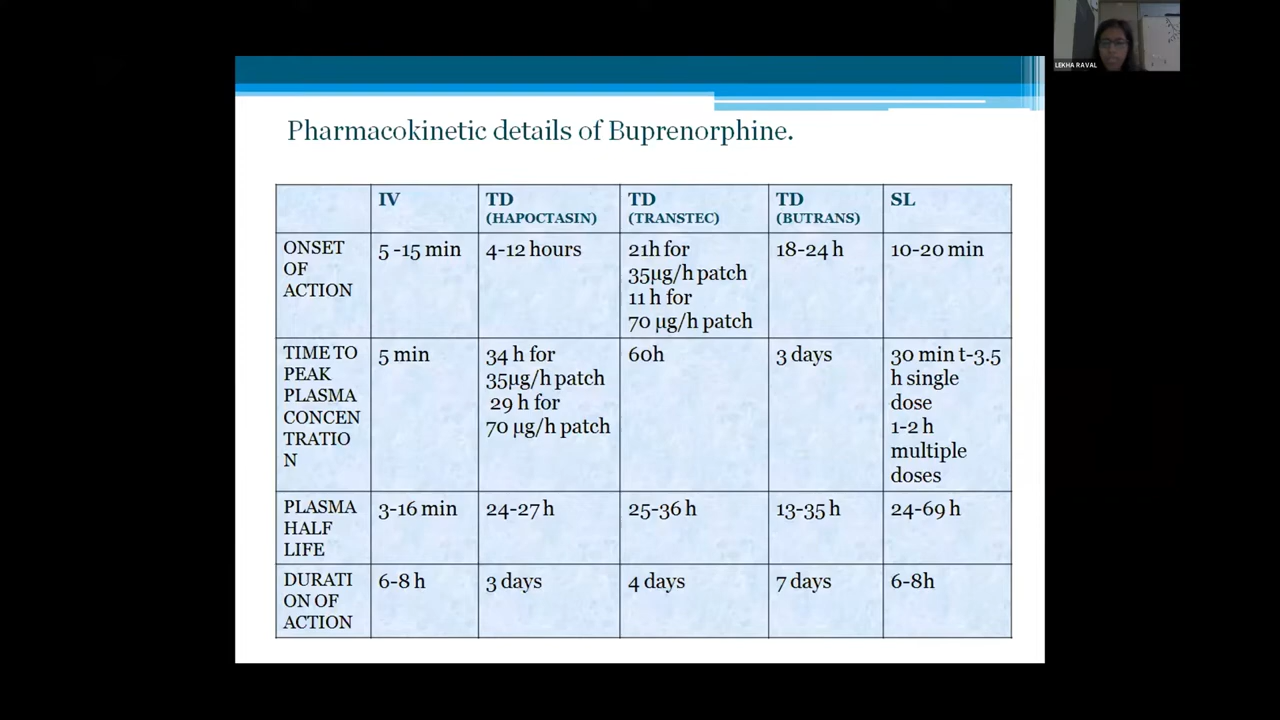 LEKHA RAVAL
Pharmacokinetic details of Buprenorphine.
IV
TD
(HAPOCTASIN)
TD
(TRANSTEC)
TD
(BUTRANS)
SL
ONSET
OF
ACTION
5 -15 min
4-12 hours
21h for
35µg/h patch
11 h for
70 µg/h patch
18-24 h
10-20 min
TIME TO
PEAK
PLASMA
CONCEN
TRATIO
N
5 min
34 h for
35µg/h patch
29 h for
70 µg/h patch
60h
3 days
30 min t-3.5
h single
dose
1-2 h
multiple
doses
PLASMA
HALF
LIFE
3-16 min
24-27 h
25-36 h
13-35 h
24-69 h
DURATI
ON OF
ACTION
6-8 h
3 days
4 days
7 days
6-8h